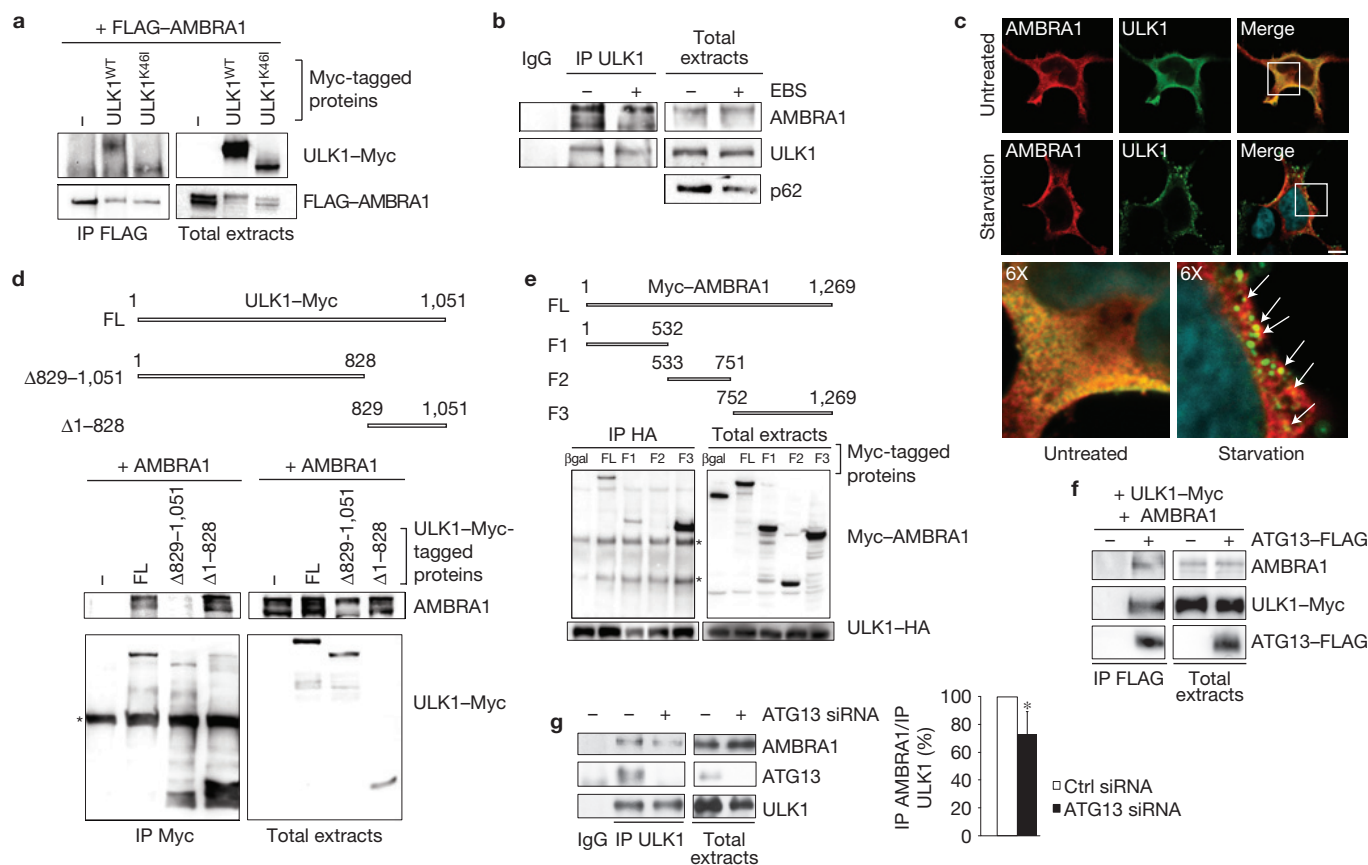 a
+ FLAG–AMBRA1
– ULK1WT ULK1K46I – ULK1WT ULK1K46I
Myc-tagged
proteins
ULK1–Myc
FLAG–AMBRA1
IP FLAG Total extracts
b
IgG IP ULK1 Total
extracts
– + – + EBS
AMBRA1
ULK1
p62
c
AMBRA1 ULK1 Merge
Untreated
AMBRA1 ULK1 Merge
Starvation
6X 6X
Untreated Starvation
d
1 ULK1–Myc 1,051
FL
1 828
Δ829–1,051
829 1,051
Δ1–828
+ AMBRA1 + AMBRA1
– FL Δ829–1,051 Δ1–828 – FL Δ829–1,051 Δ1–828
ULK1–Myc-
tagged
proteins
AMBRA1
ULK1–Myc
*
IP Myc Total extracts
e
1 Myc–AMBRA1 1,269
FL
1 532
F1
533 751
F2
752 1,269
F3
IP HA Total extracts
βgal FL F1 F2 F3 βgal FL F1 F2 F3
Myc-tagged
proteins
Myc–AMBRA1
*
*
ULK1–HA
f
+ ULK1–Myc
+ AMBRA1
– + – + ATG13–FLAG
AMBRA1
ULK1–Myc
ATG13–FLAG
IP FLAG Total
extracts
g
– – + – + ATG13 siRNA
AMBRA1
ATG13
ULK1
IgG IP ULK1 Total
extracts
IP AMBRA1/IP
ULK1 (%)
100
80
60
40
20
0
*
Ctrl siRNA
ATG13 siRNA